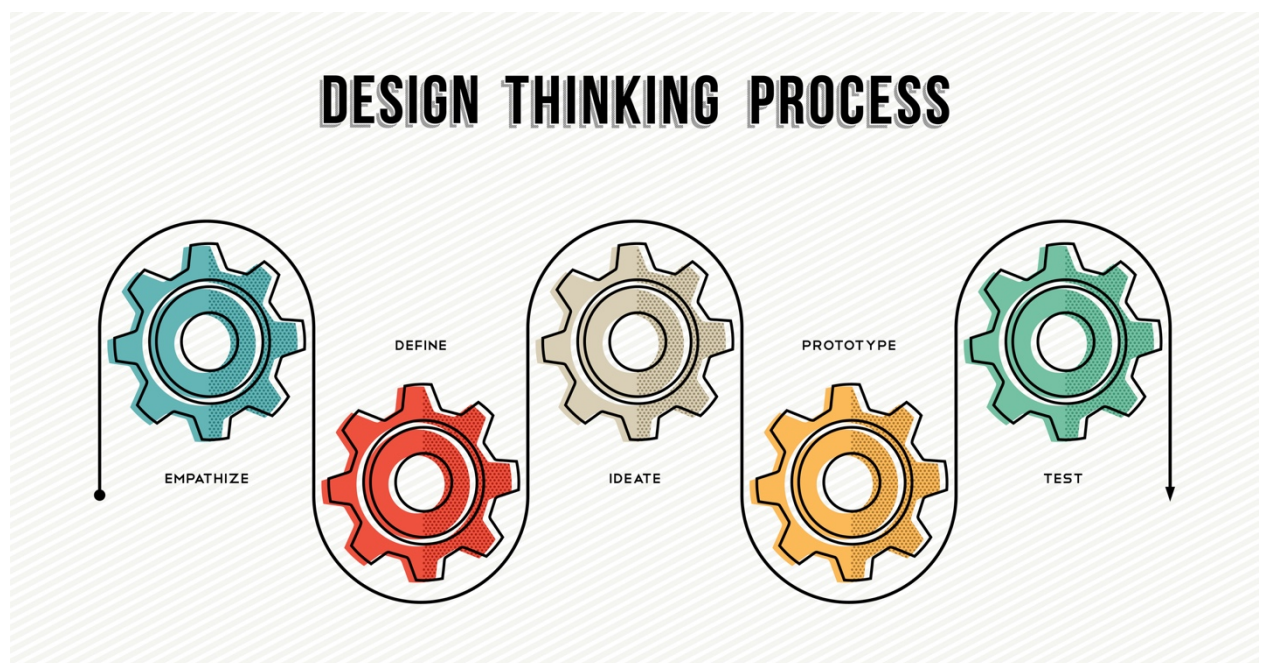 DESIGN THINKING PROCESS
EMPATHIZE
DEFINE
IDEATE
PROTOTYPE
TEST